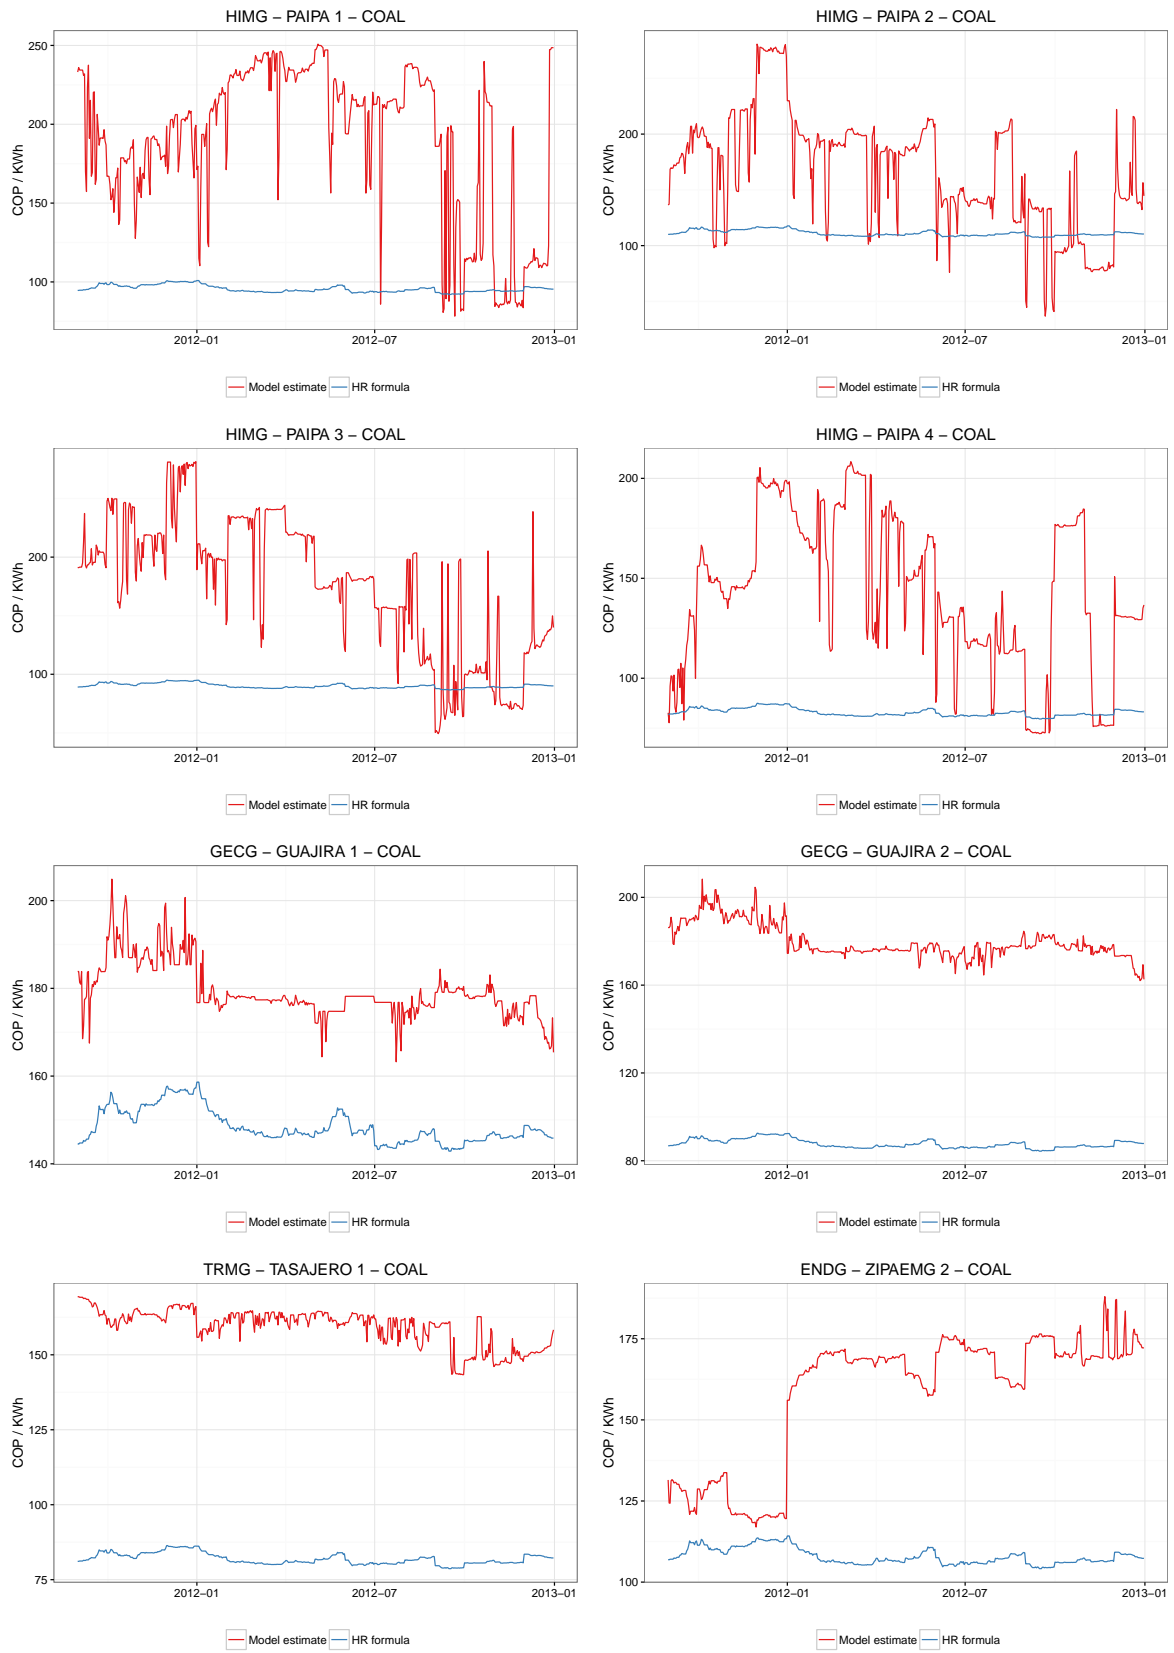 HIMG − PAIPA 1 − COAL
COP / KWh
250
200
150
100
2012−01
2012−07
2013−01
Model estimate
HR formula
HIMG − PAIPA 2 − COAL
COP / KWh
200
100
2012−01
2012−07
2013−01
Model estimate
HR formula
HIMG − PAIPA 3 − COAL
COP / KWh
200
100
2012−01
2012−07
2013−01
Model estimate
HR formula
HIMG − PAIPA 4 − COAL
COP / KWh
200
150
100
2012−01
2012−07
2013−01
Model estimate
HR formula
GECG − GUAJIRA 1 − COAL
COP / KWh
200
180
160
140
2012−01
2012−07
2013−01
Model estimate
HR formula
GECG − GUAJIRA 2 − COAL
COP / KWh
200
160
120
80
2012−01
2012−07
2013−01
Model estimate
HR formula
TRMG − TASAJERO 1 − COAL
COP / KWh
150
125
100
75
2012−01
2012−07
2013−01
Model estimate
HR formula
ENDG − ZIPAEMG 2 − COAL
COP / KWh
175
150
125
100
2012−01
2012−07
2013−01
Model estimate
HR formula